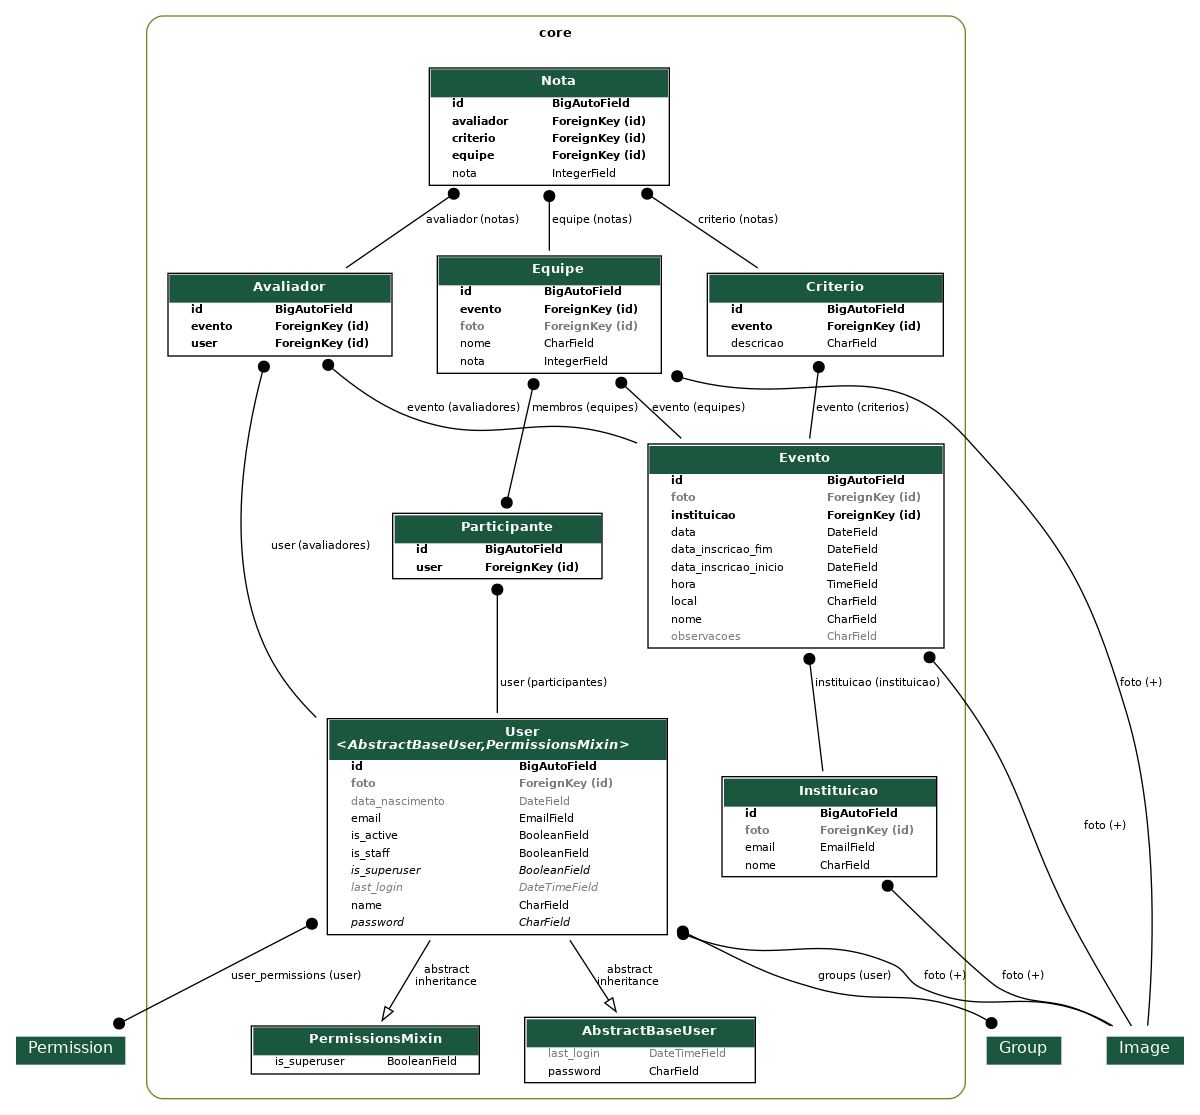 core
Nota
id BigAutoField
avaliador ForeignKey (id)
criterio ForeignKey (id)
equipe ForeignKey (id)
nota IntegerField
avaliador (notas) equipe (notas) criterio (notas)
Avaliador
id BigAutoField
evento ForeignKey (id)
user ForeignKey (id)
Equipe
id BigAutoField
evento ForeignKey (id)
foto ForeignKey (id)
nome CharField
nota IntegerField
Criterio
id BigAutoField
evento ForeignKey (id)
descricao CharField
evento (avaliadores) membros (equipes) evento (equipes) evento (criterios)
Evento
id BigAutoField
foto ForeignKey (id)
instituicao ForeignKey (id)
data DateField
data_inscricao_fim DateField
data_inscricao_inicio DateField
hora TimeField
local CharField
nome CharField
observacoes CharField
Participante
id BigAutoField
user ForeignKey (id)
user (avaliadores)
user (participantes) instituicao (instituicao) foto (+)
User
<AbstractBaseUser,PermissionsMixin>
id BigAutoField
foto ForeignKey (id)
data_nascimento DateField
email EmailField
is_active BooleanField
is_staff BooleanField
is_superuser BooleanField
last_login DateTimeField
name CharField
password CharField
Instituicao
id BigAutoField
foto ForeignKey (id)
email EmailField
nome CharField
foto (+)
user_permissions (user)
abstract
inheritance
abstract
inheritance
groups (user) foto (+) foto (+)
Permission
PermissionsMixin
is_superuser BooleanField
AbstractBaseUser
last_login DateTimeField
password CharField
Group
Image